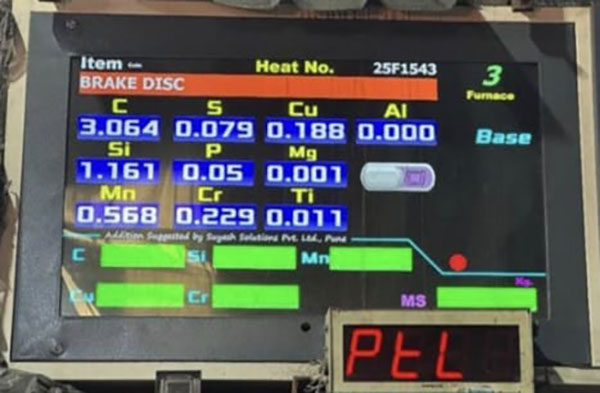 Item Code Heat No. 25F1543 3
BRAKE DISC Furnace
C S Cu Al
3.064 0.079 0.188 0.000 Base
Si P Mg
1.161 0.05 0.001
Mn Cr Ti
0.568 0.229 0.011
Addition Suggested by Suyash Solutions Pvt. Ltd., Pune
C Si Mn
Kg.
Cu Cr MS
PtL